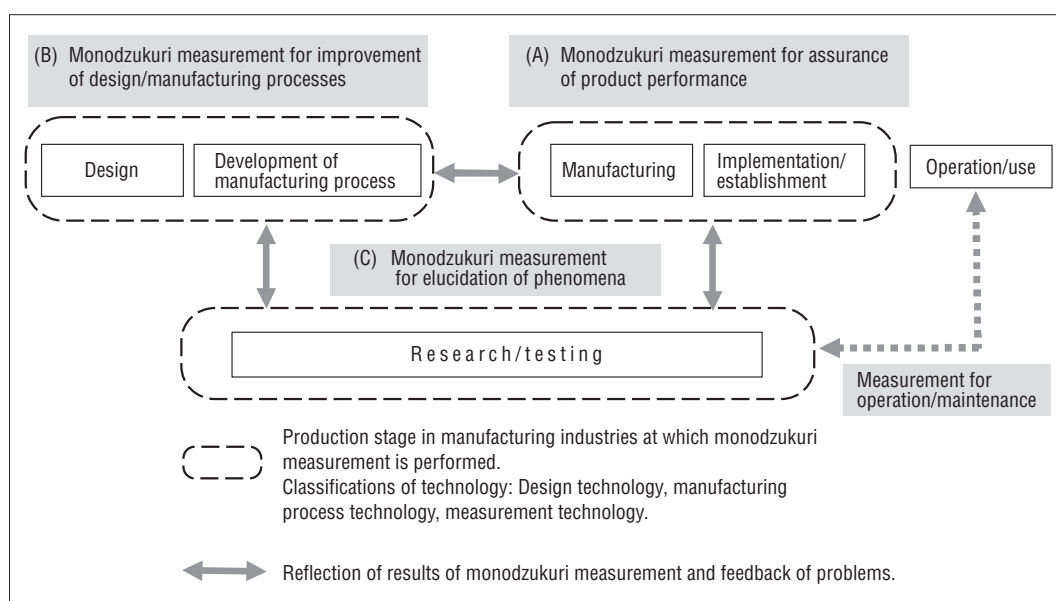 (B) Monodzukuri measurement for improvement
of design/manufacturing processes
(A) Monodzukuri measurement for assurance
of product performance
Design
Development of
manufacturing process
Manufacturing
Implementation/
establishment
Operation/use
(C) Monodzukuri measurement
for elucidation of phenomena
Research/testing
Measurement for
operation/maintenance
Production stage in manufacturing industries at which monodzukuri
measurement is performed.
Classifications of technology: Design technology, manufacturing
process technology, measurement technology.
Reflection of results of monodzukuri measurement and feedback of problems.